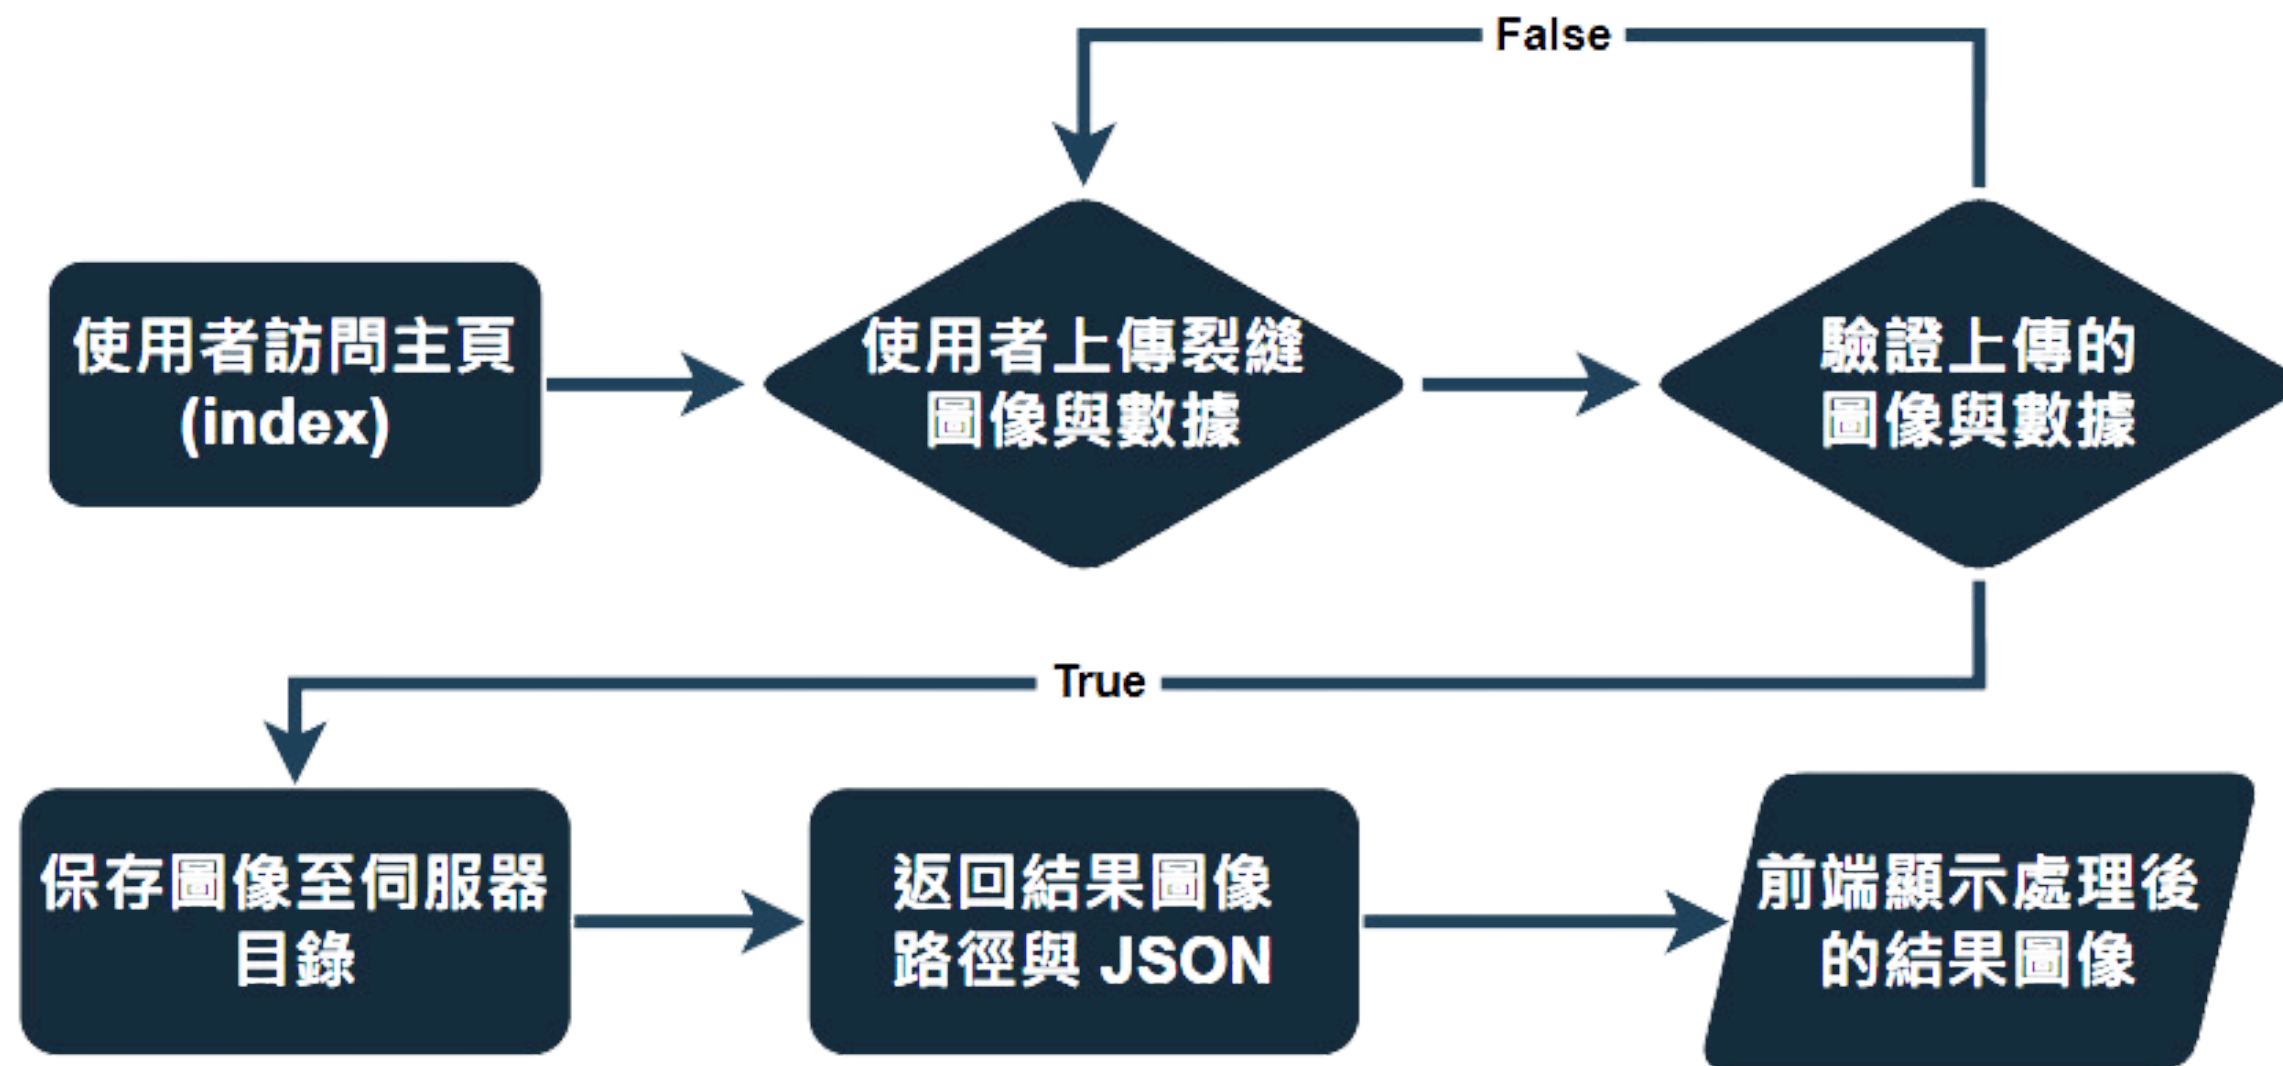 False
使用者訪問主頁
(index)
使用者上傳裂縫
圖像與數據
驗證上傳的
圖像與數據
True
保存圖像至伺服器
目錄
返回結果圖像
路徑與 JSON
前端顯示處理後
的結果圖像